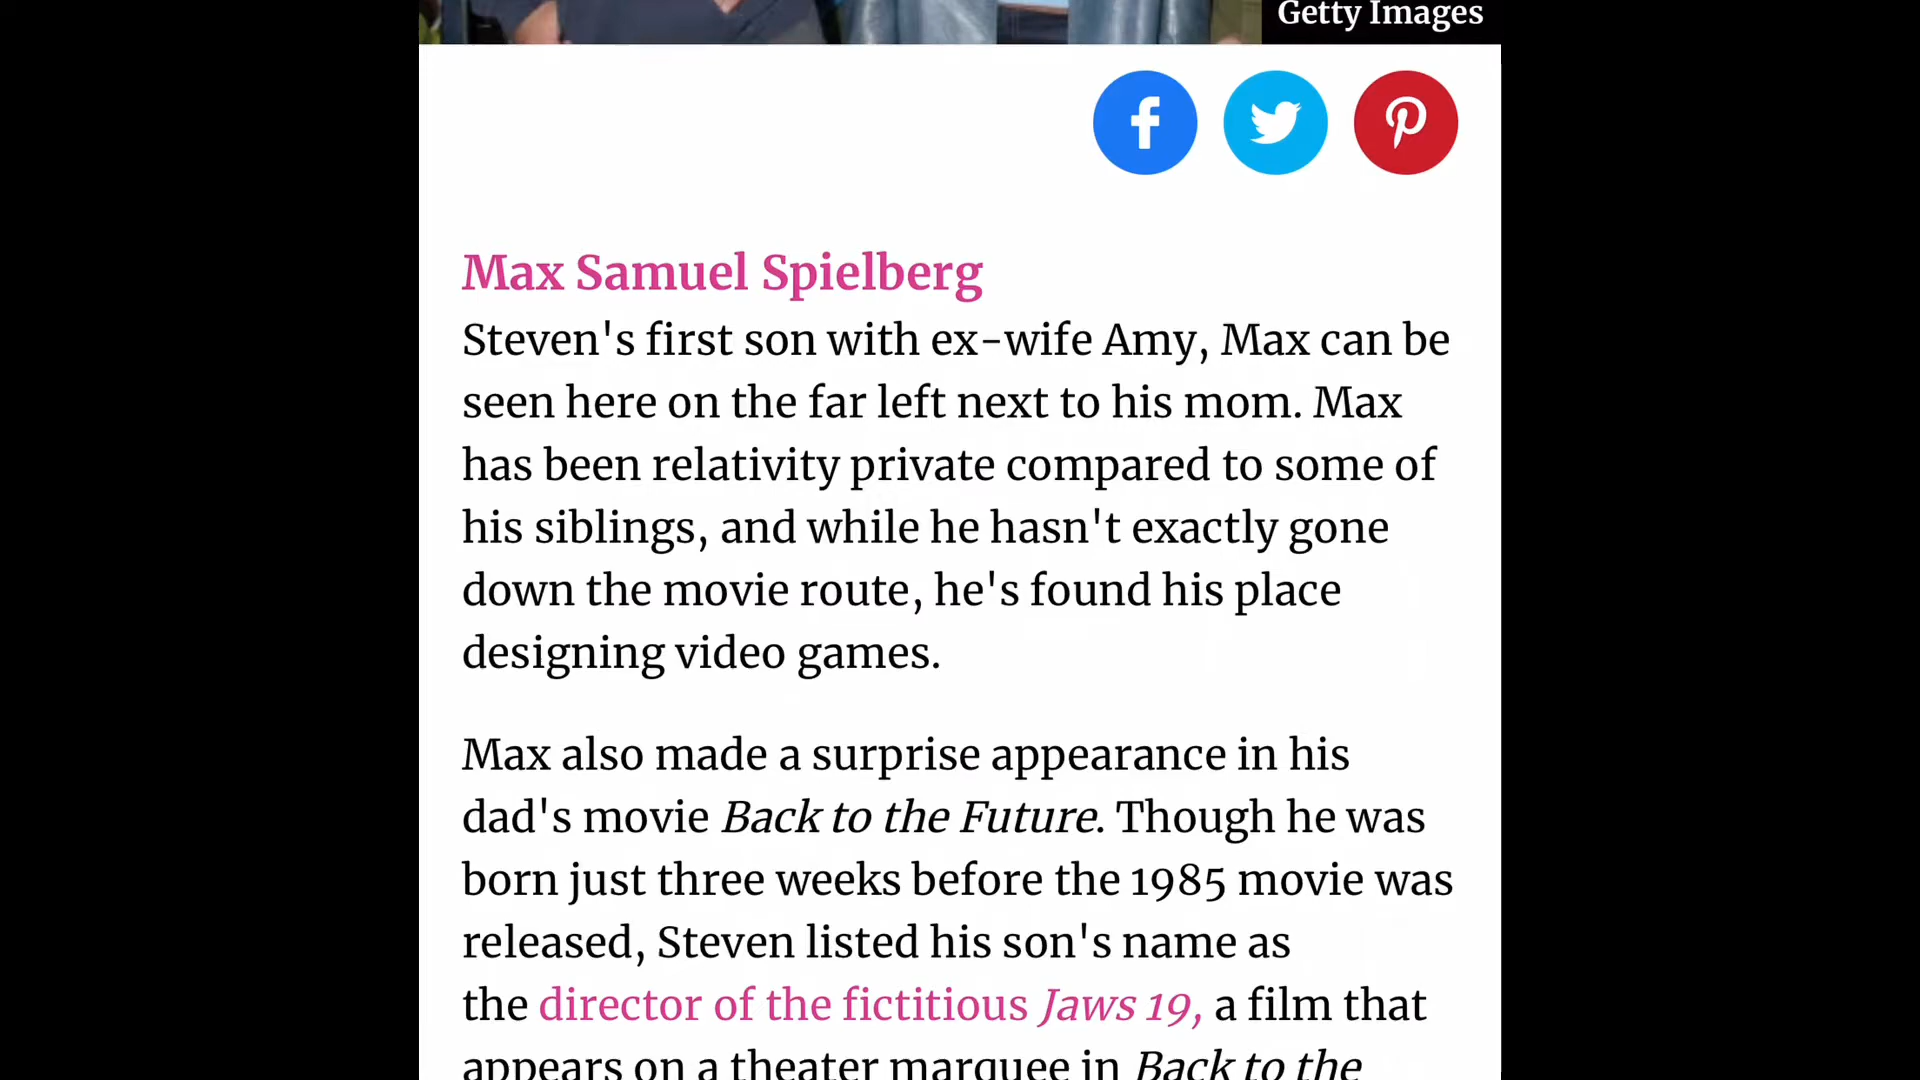 Getty Images
Max Samuel Spielberg
Steven's first son with ex-wife Amy, Max can be
seen here on the far left next to his mom. Max
has been relativity private compared to some of
his siblings, and while he hasn't exactly gone
down the movie route, he's found his place
designing video games.
Max also made a surprise appearance in his
dad's movie Back to the Future. Though he was
born just three weeks before the 1985 movie was
released, Steven listed his son's name as
the director of the fictitious Jaws 19, a film that
appears on a theater marquee in Back to the